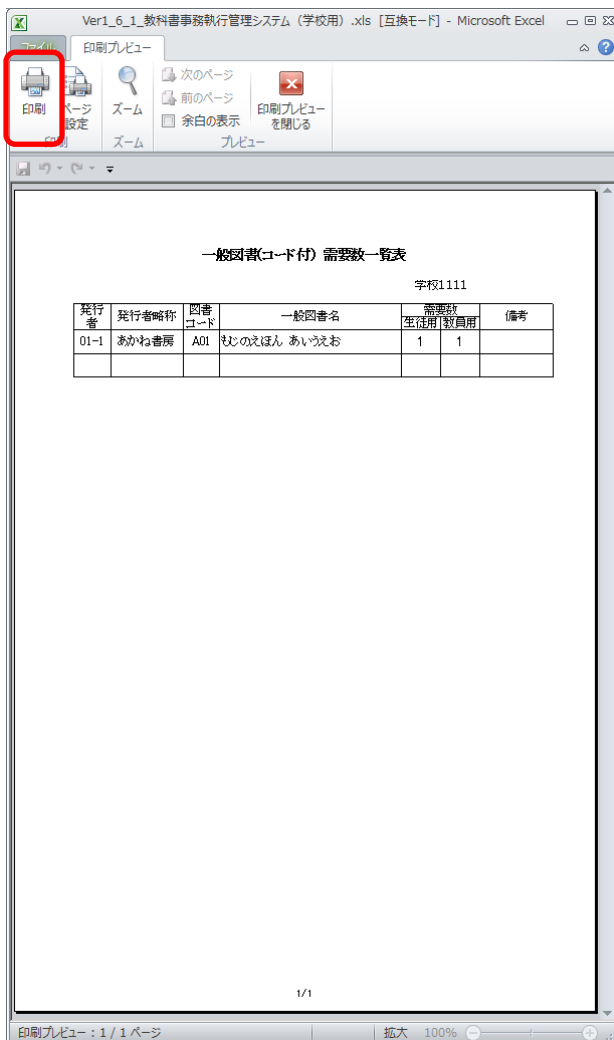 Ver1_6_1_教科書事務執行管理システム（学校用）.xls [互換モード] - Microsoft Excel
ファイル 印刷プレビュー
印刷
ページ設定
ズーム
次のページ
前のページ
余白の表示
印刷プレビューを閉じる
印刷 ズーム プレビュー
一般図書(コード付) 需要数一覧表
学校1111
発行者 発行者略称 図書コード 一般図書名 需要数 備考
生徒用 教員用
01-1 あかね書房 A01 もじのえほん あいうえお 1 1
1/1
印刷プレビュー：1 / 1 ページ 拡大 100%